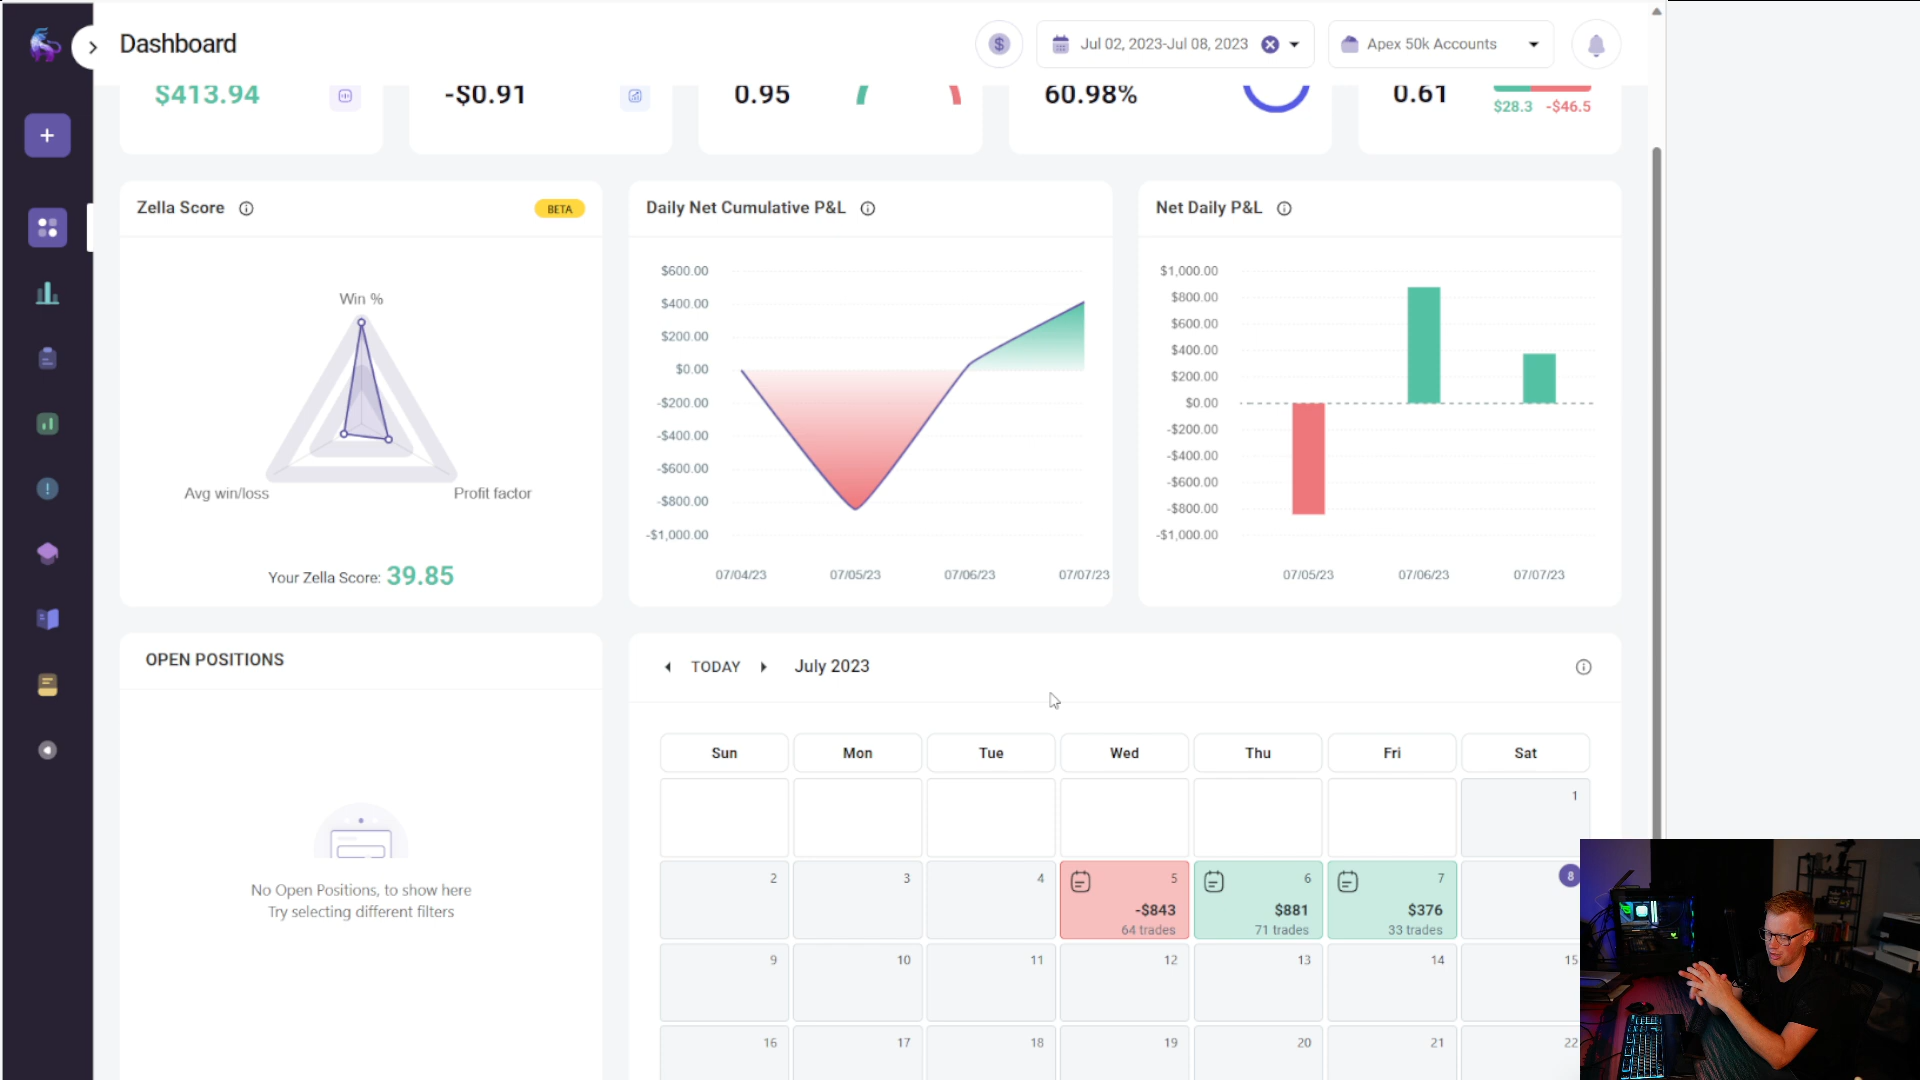 Dashboard
$
Jul 02, 2023-Jul 08, 2023
Apex 50k Accounts
$413.94
-$0.91
0.95
60.98%
0.61
$28.3 -$46.5
Zella Score
BETA
Win %
Avg win/loss
Profit factor
Your Zella Score: 39.85
Daily Net Cumulative P&L
$600.00
$400.00
$200.00
$0.00
-$200.00
-$400.00
-$600.00
-$800.00
-$1,000.00
07/04/23
07/05/23
07/06/23
07/07/23
Net Daily P&L
$1,000.00
$800.00
$600.00
$400.00
$200.00
$0.00
-$200.00
-$400.00
-$600.00
-$800.00
-$1,000.00
07/05/23
07/06/23
07/07/23
OPEN POSITIONS
No Open Positions, to show here
Try selecting different filters
TODAY
July 2023
Sun Mon Tue Wed Thu Fri Sat
1
2 3 4 5 6 7 8
-$843 $881 $376
64 trades 71 trades 33 trades
9 10 11 12 13 14 15
16 17 18 19 20 21 22